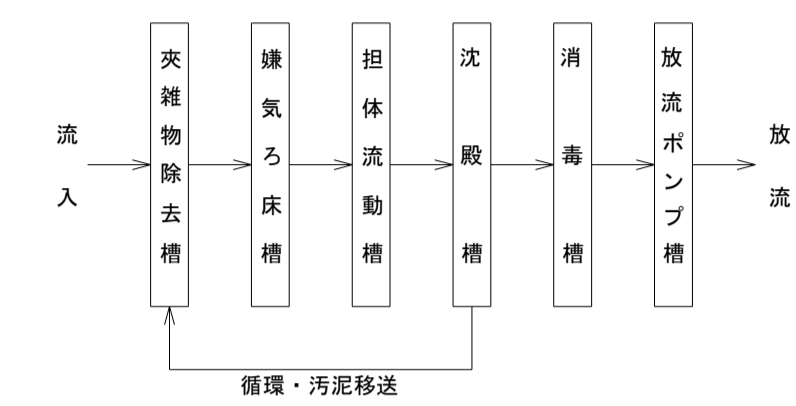 流入
夾雑物除去槽
嫌気ろ床槽
担体流動槽
沈殿槽
消毒槽
放流ポンプ槽
放流
循環・汚泥移送